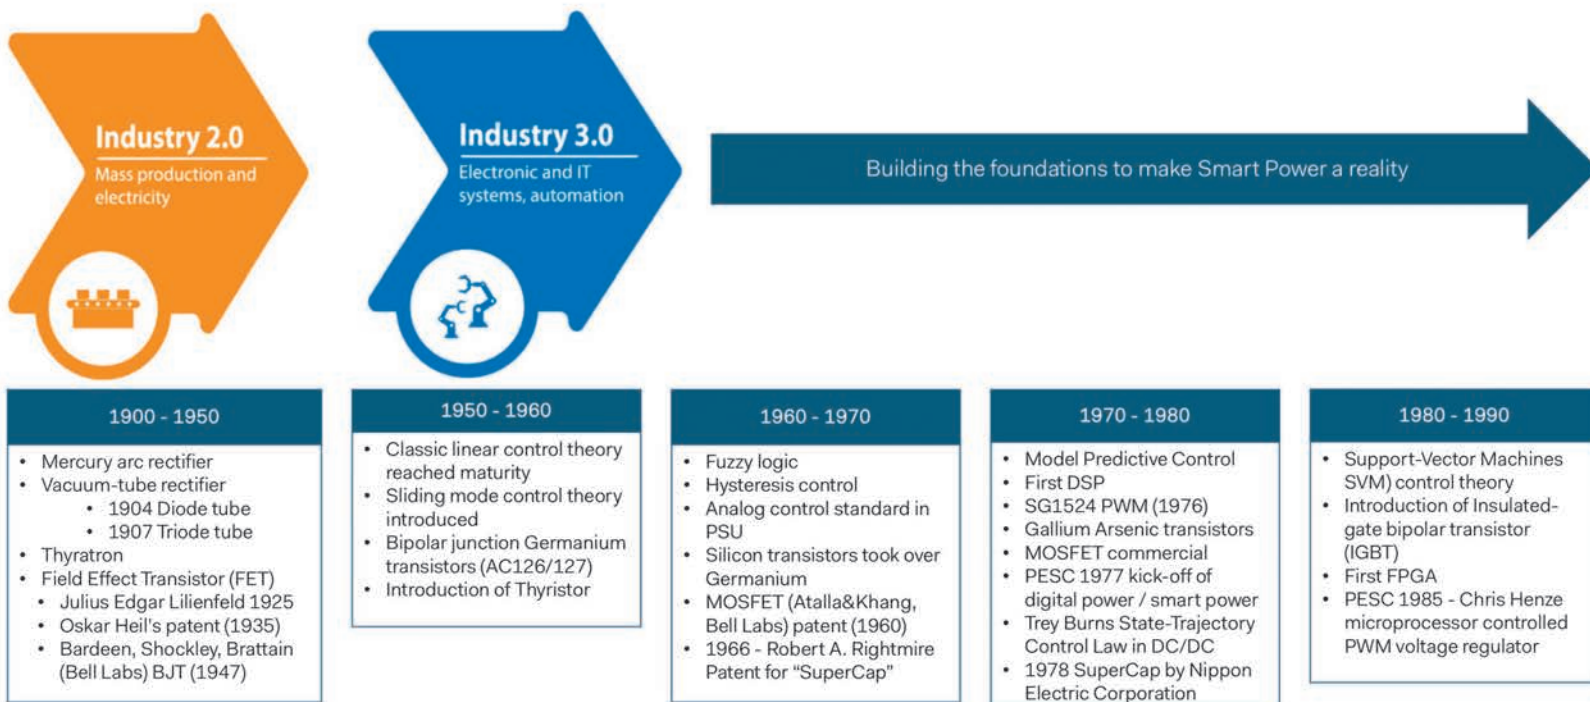 Industry 2.0
Mass production and
electricity
Industry 3.0
Electronic and IT
systems, automation
Building the foundations to make Smart Power a reality
1900 - 1950
• Mercury arc rectifier
• Vacuum-tube rectifier
• 1904 Diode tube
• 1907 Triode tube
• Thyratron
• Field Effect Transistor (FET)
• Julius Edgar Lilienfeld 1925
• Oskar Heil's patent (1935)
• Bardeen, Shockley, Brattain
(Bell Labs) BJT (1947)
1950 - 1960
• Classic linear control theory
reached maturity
• Sliding mode control theory
introduced
• Bipolar junction Germanium
transistors (AC126/127)
• Introduction of Thyristor
1960 - 1970
• Fuzzy logic
• Hysteresis control
• Analog control standard in
PSU
• Silicon transistors took over
Germanium
• MOSFET (Atalla&Khang,
Bell Labs) patent (1960)
• 1966 - Robert A. Rightmire
Patent for “SuperCap”
1970 - 1980
• Model Predictive Control
• First DSP
• SG1524 PWM (1976)
• Gallium Arsenic transistors
• MOSFET commercial
• PESC 1977 kick-off of
digital power / smart power
• Trey Burns State-Trajectory
Control Law in DC/DC
• 1978 SuperCap by Nippon
Electric Corporation
1980 - 1990
• Support-Vector Machines
SVM) control theory
• Introduction of Insulated-
gate bipolar transistor
(IGBT)
• First FPGA
• PESC 1985 - Chris Henze
microprocessor controlled
PWM voltage regulator